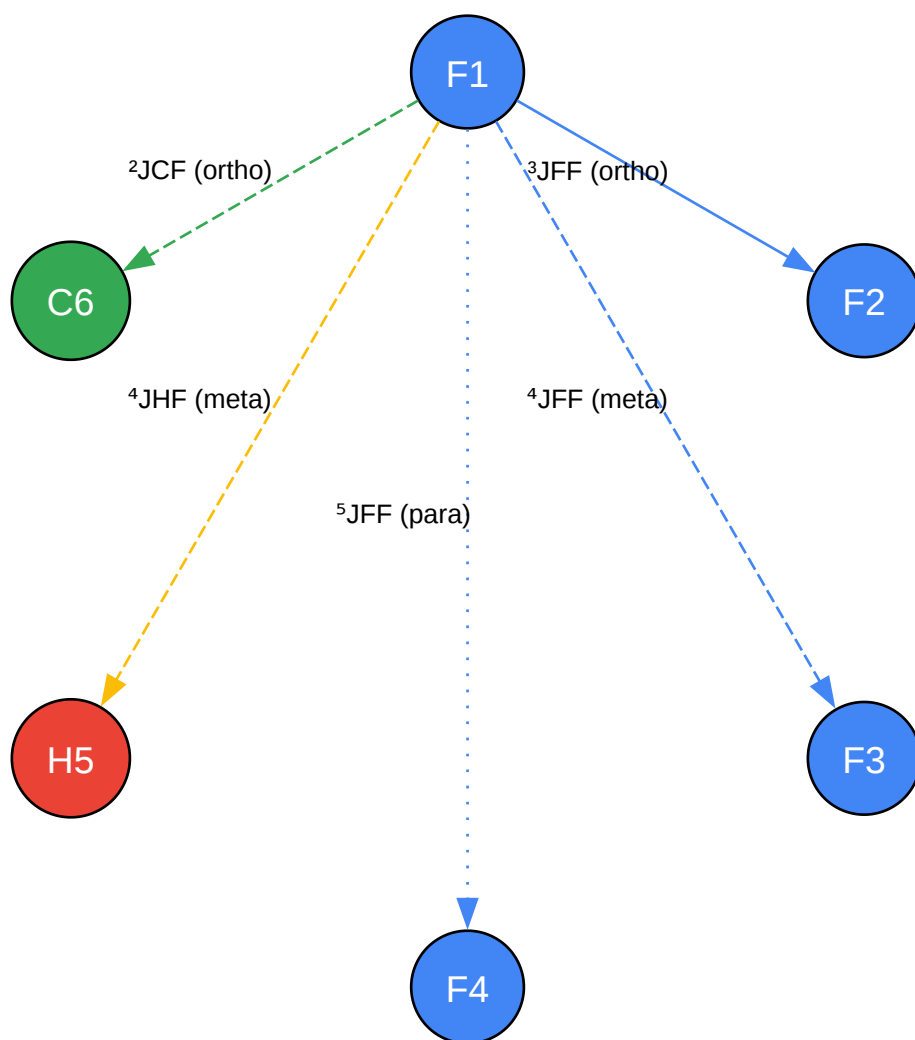 F1
²JCF (ortho)
³JFF (ortho)
C6
F2
⁴JHF (meta)
⁴JFF (meta)
⁵JFF (para)
H5
F3
F4